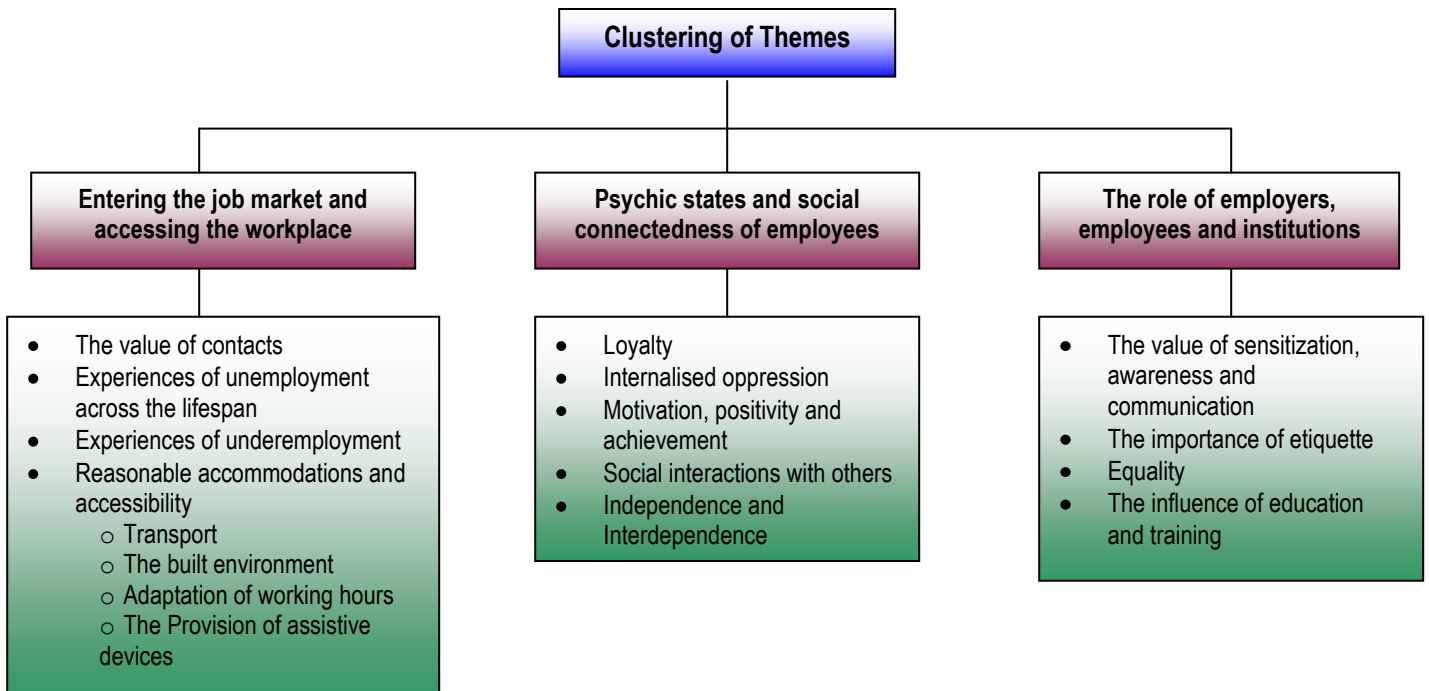 Clustering of Themes
Entering the job market and
accessing the workplace
• The value of contacts
• Experiences of unemployment
across the lifespan
• Experiences of underemployment
• Reasonable accommodations and
accessibility
o Transport
o The built environment
o Adaptation of working hours
o The Provision of assistive
devices
Psychic states and social
connectedness of employees
• Loyalty
• Internalised oppression
• Motivation, positivity and
achievement
• Social interactions with others
• Independence and
Interdependence
The role of employers,
employees and institutions
• The value of sensitization,
awareness and
communication
• The importance of etiquette
• Equality
• The influence of education
and training